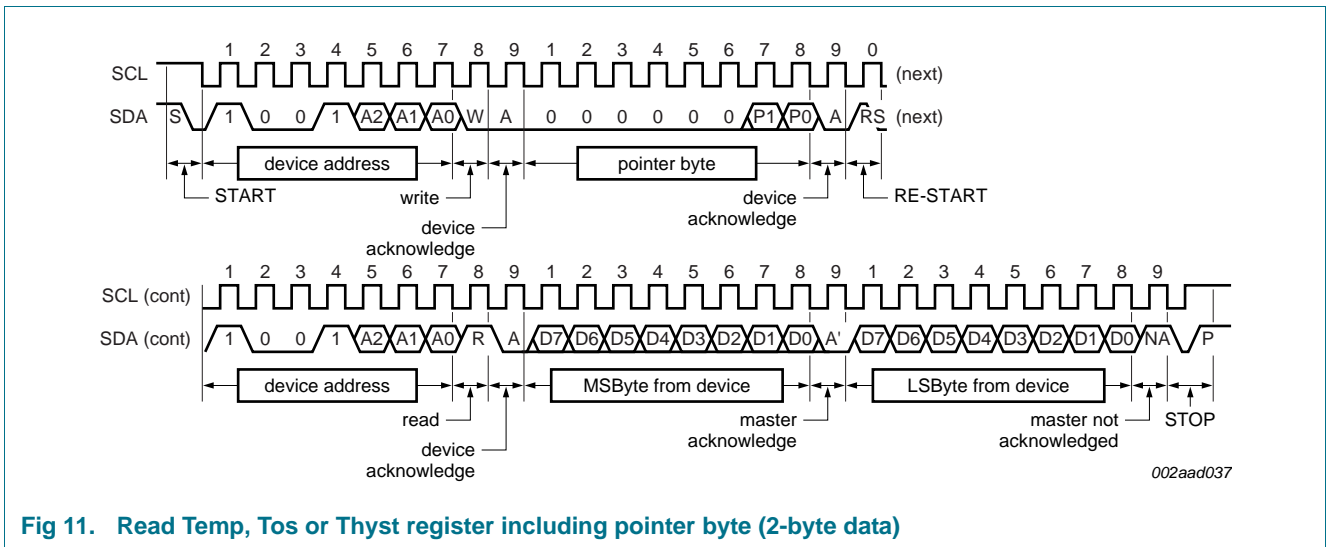 1 2 3 4 5 6 7 8 9 1 2 3 4 5 6 7 8 9 0
SCL (next)
SDA S 1 0 0 1 A2 A1 A0 W A 0 0 0 0 0 0 P1 P0 A RS (next)
device address pointer byte
START write device RE-START
acknowledge
device
acknowledge
1 2 3 4 5 6 7 8 9 1 2 3 4 5 6 7 8 9 1 2 3 4 5 6 7 8 9
SCL (cont)
SDA (cont) 1 0 0 1 A2 A1 A0 R A D7 D6 D5 D4 D3 D2 D1 D0 A' D7 D6 D5 D4 D3 D2 D1 D0 NA P
device address MSByte from device LSByte from device
read master master not STOP
acknowledge acknowledged
device
acknowledge
002aad037
Fig 11. Read Temp, Tos or Thyst register including pointer byte (2-byte data)